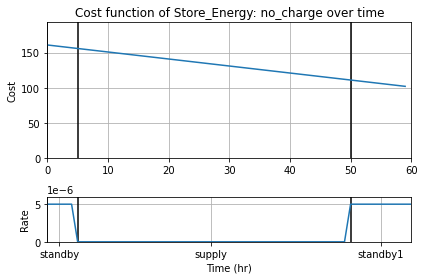 Cost function of Store_Energy: no_charge over time
150
100
50
0
Cost
0 10 20 30 40 50 60
1e−6
5
0
Rate
standby supply standby1
Time (hr)